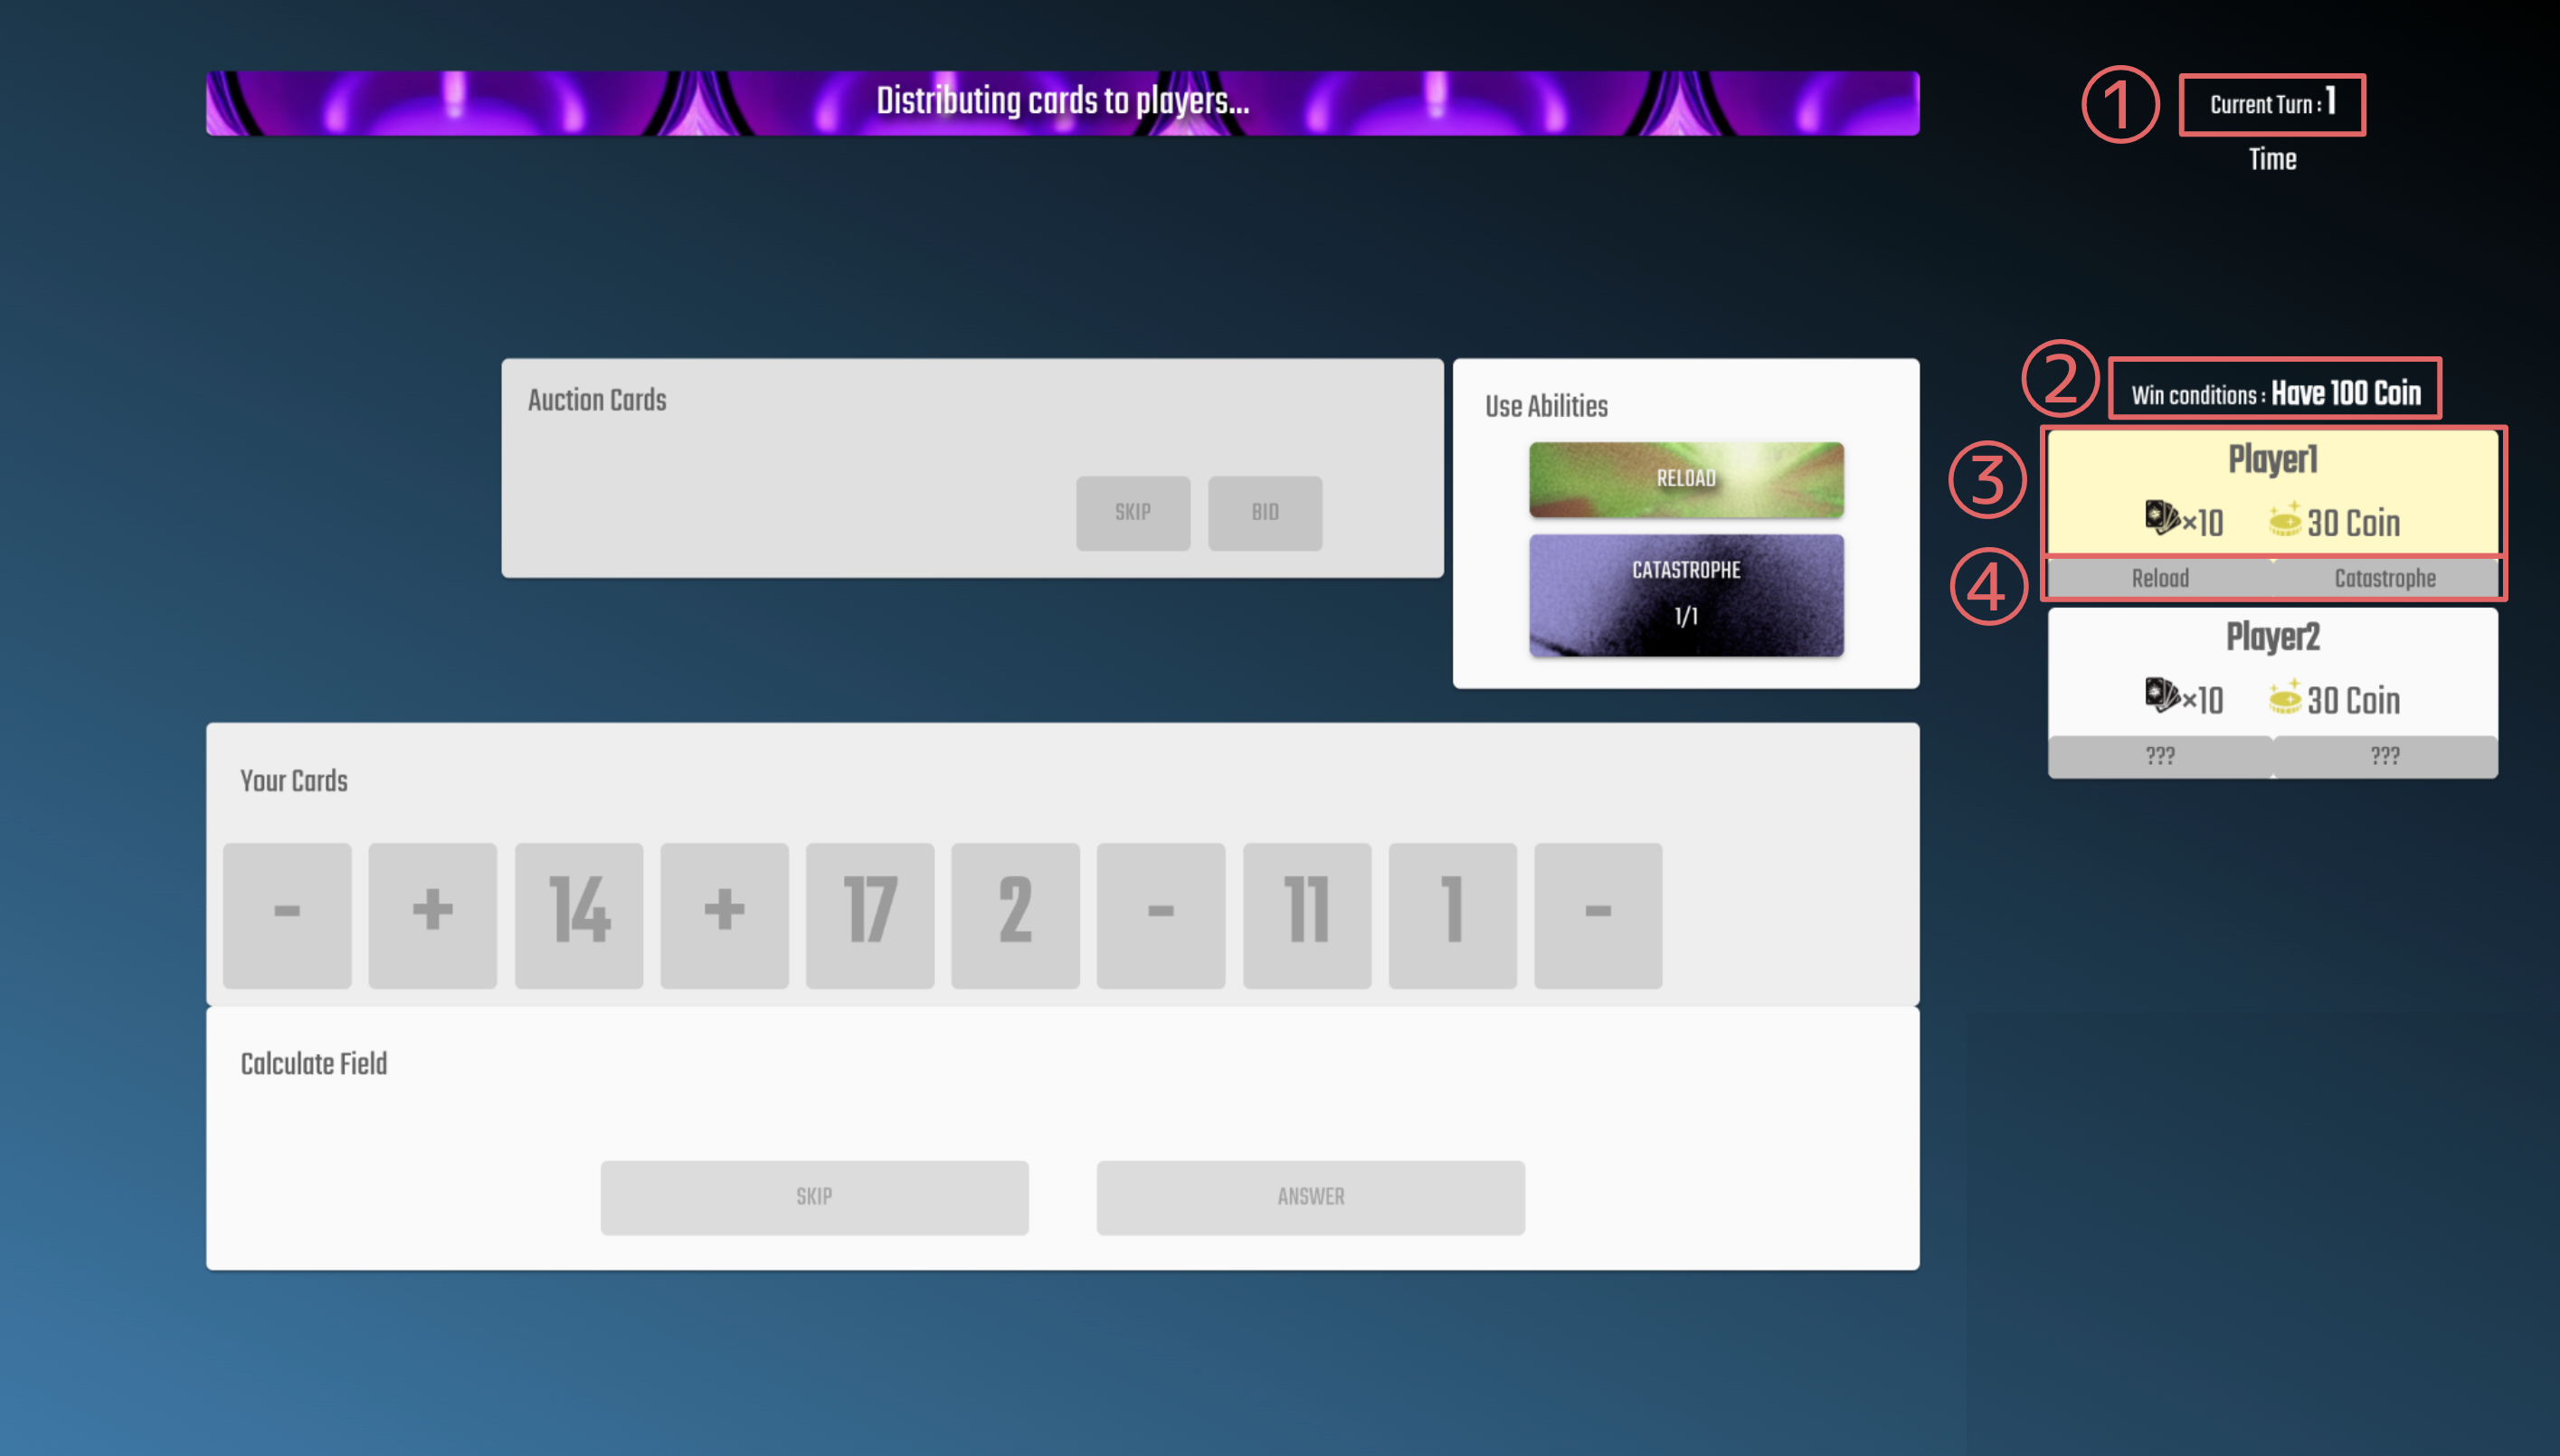 Distributing cards to players...
① Current Turn : 1
Time
Auction Cards
SKIP BID
Use Abilities
RELOAD
CATASTROPHE
1/1
② Win conditions : Have 100 Coin
③ Player1
×10 30 Coin
④ Reload Catastrophe
Player2
×10 30 Coin
??? ???
Your Cards
- + 14 + 17 2 - 11 1 -
Calculate Field
SKIP ANSWER